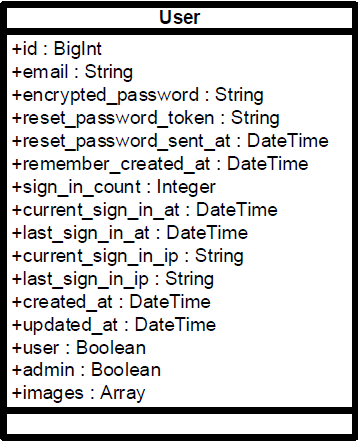 User
+id : BigInt
+email : String
+encrypted_password : String
+reset_password_token : String
+reset_password_sent_at : DateTime
+remember_created_at : DateTime
+sign_in_count : Integer
+current_sign_in_at : DateTime
+last_sign_in_at : DateTime
+current_sign_in_ip : String
+last_sign_in_ip : String
+created_at : DateTime
+updated_at : DateTime
+user : Boolean
+admin : Boolean
+images : Array